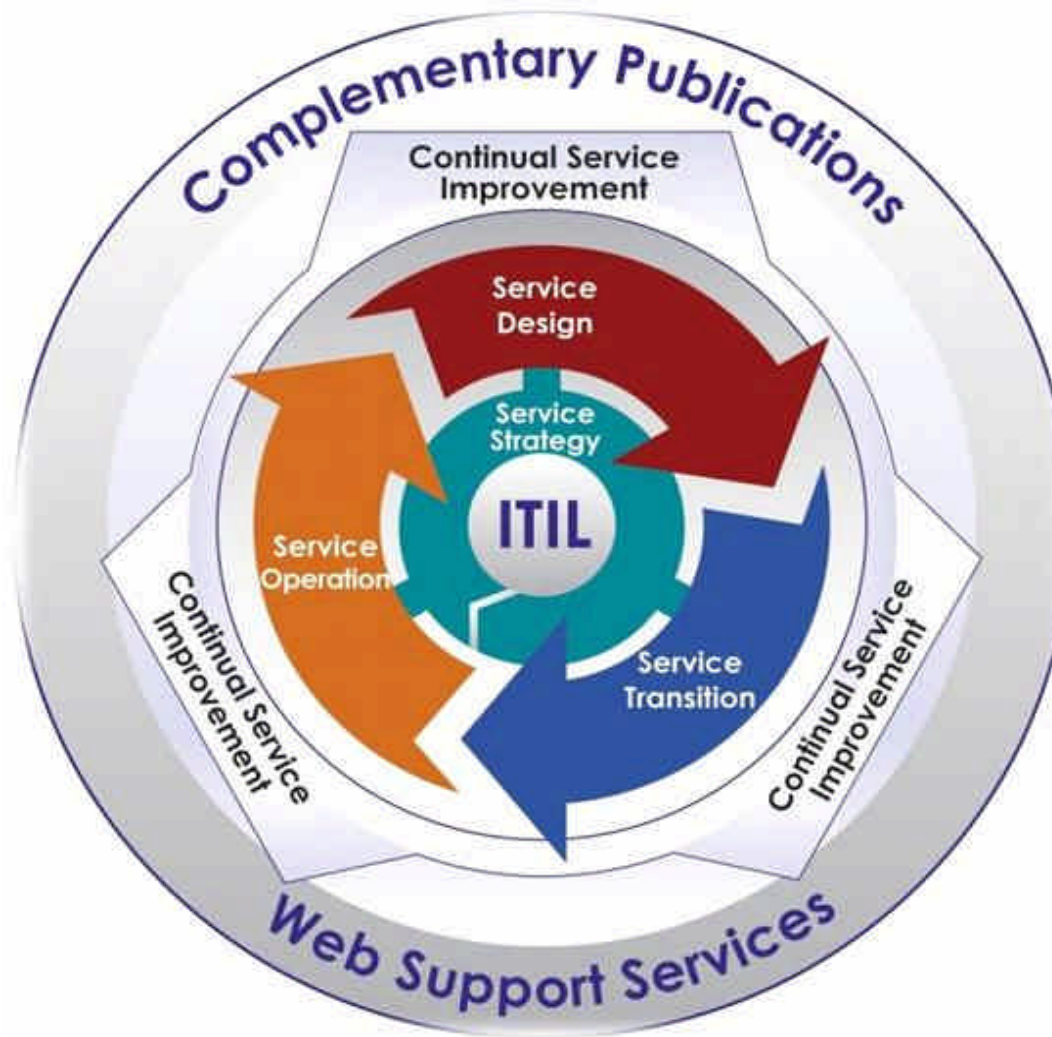 Complementary Publications
Continual Service
Improvement
Service
Design
Service
Strategy
ITIL
Service
Operation
Service
Transition
Continual Service
Improvement
Continual Service
Improvement
Web Support Services